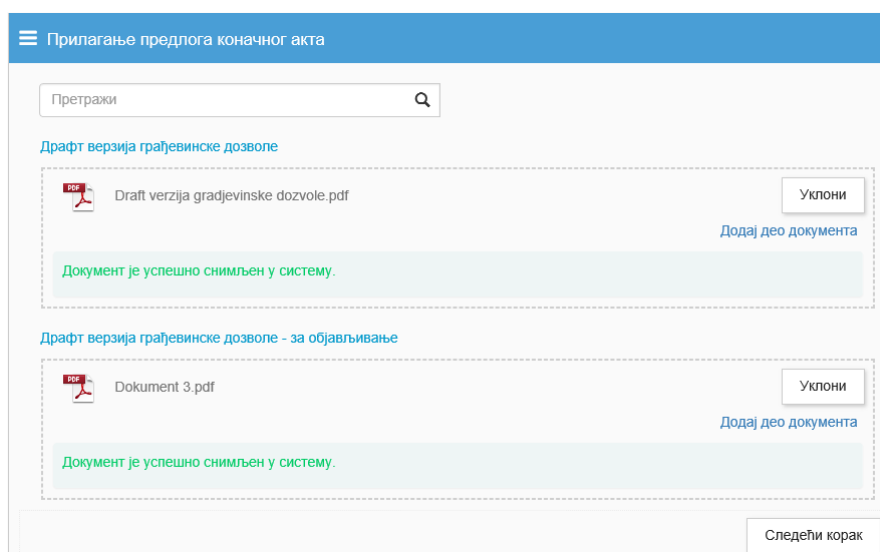 Прилагање предлога коначног акта
Претражи
Драфт верзија грађевинске дозволе
PDF
Draft verzija gradjevinske dozvole.pdf
Уклони
Додај део документа
Документ је успешно снимљен у систему.
Драфт верзија грађевинске дозволе - за објављивање
PDF
Dokument 3.pdf
Уклони
Додај део документа
Документ је успешно снимљен у систему.
Следећи корак